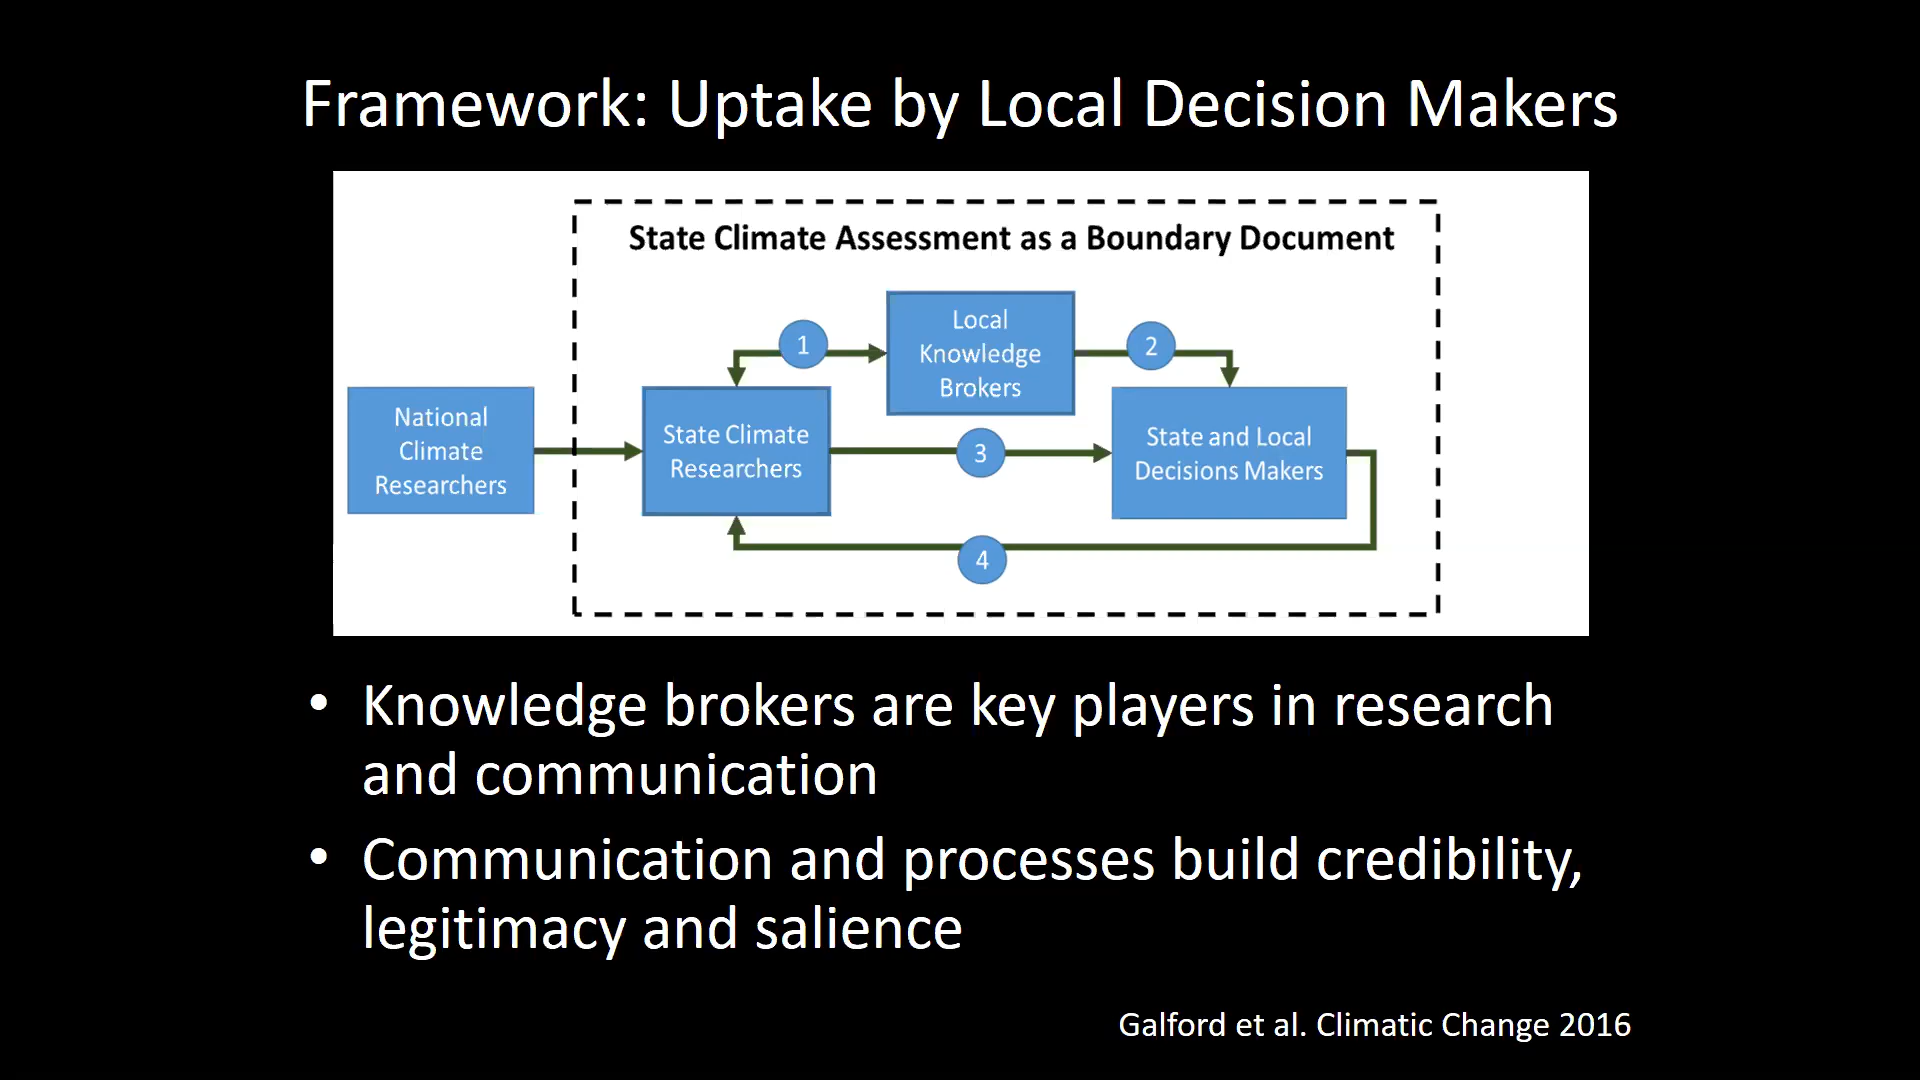 Framework: Uptake by Local Decision Makers
State Climate Assessment as a Boundary Document
National
Climate
Researchers
State Climate
Researchers
1
Local
Knowledge
Brokers
2
3
State and Local
Decisions Makers
4
• Knowledge brokers are key players in research
and communication
• Communication and processes build credibility,
legitimacy and salience
Galford et al. Climatic Change 2016